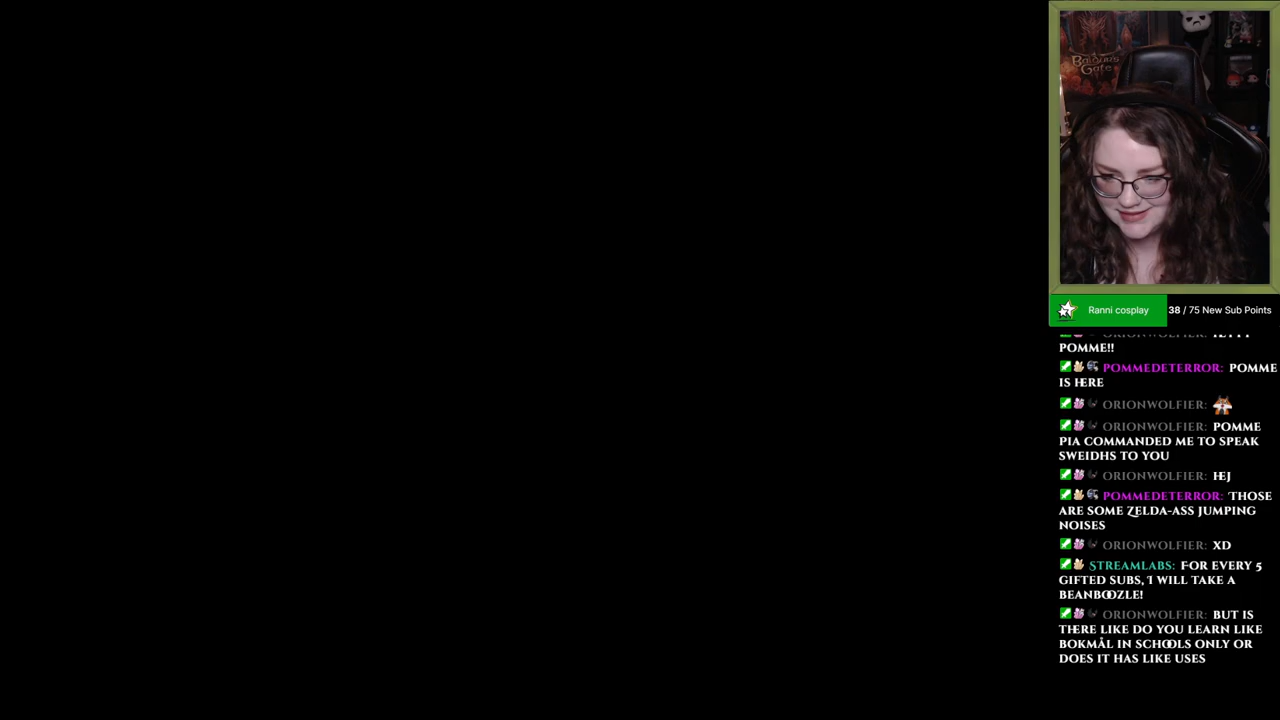 Baldur's
Gate
Ranni cosplay
38 / 75 New Sub Points
POMME!!
POMMEDETERROR: POMME
IS HERE
ORIONWOLFIER:
ORIONWOLFIER: POMME
PIA COMMANDED ME TO SPEAK
SWEIDHS TO YOU
ORIONWOLFIER: HEJ
POMMEDETERROR: THOSE
ARE SOME ZELDA-ASS JUMPING
NOISES
ORIONWOLFIER: XD
STREAMLABS: FOR EVERY 5
GIFTED SUBS, I WILL TAKE A
BEANBOOZLE!
ORIONWOLFIER: BUT IS
THERE LIKE DO YOU LEARN LIKE
BOKMÅL IN SCHOOLS ONLY OR
DOES IT HAS LIKE USES